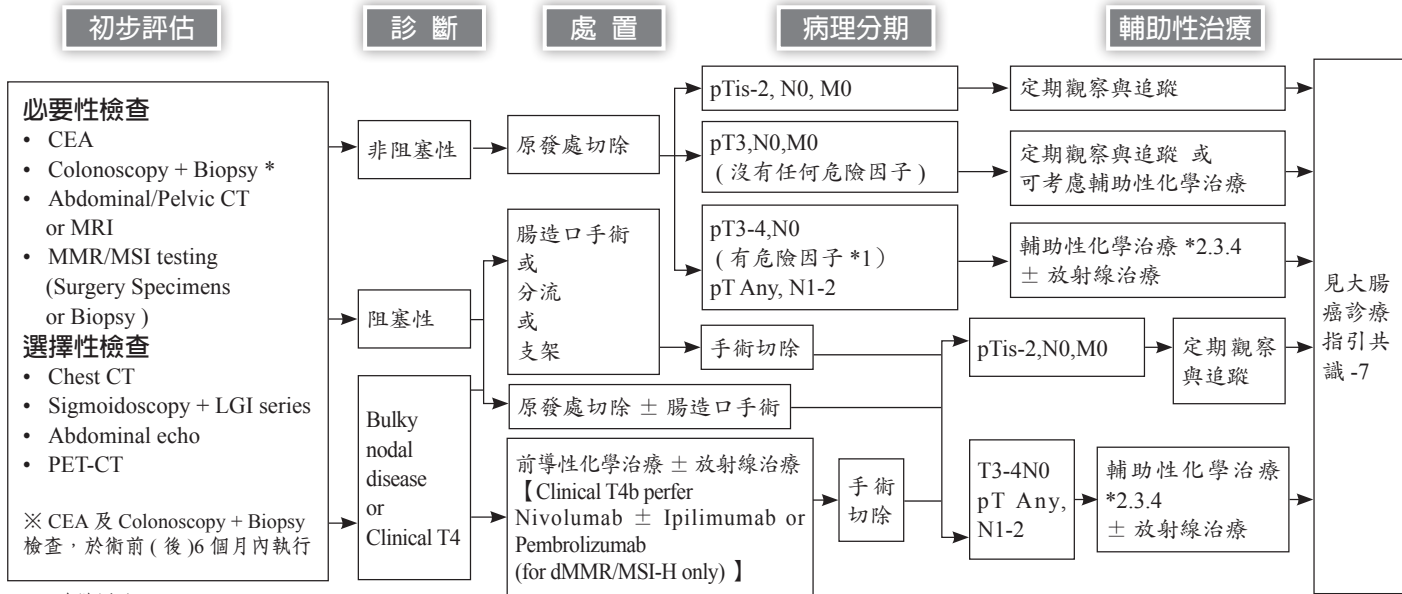 初步評估
診 斷
處 置
病理分期
輔助性治療
必要性檢查
• CEA
• Colonoscopy + Biopsy *
• Abdominal/Pelvic CT
or MRI
• MMR/MSI testing
(Surgery Specimens
or Biopsy )
選擇性檢查
• Chest CT
• Sigmoidoscopy + LGI series
• Abdominal echo
• PET-CT
※ CEA 及 Colonoscopy + Biopsy
檢查，於術前 ( 後 )6 個月內執行
非阻塞性
阻塞性
Bulky
nodal
disease
or
Clinical T4
原發處切除
腸造口手術
或
分流
或
支架
手術切除
原發處切除 ± 腸造口手術
前導性化學治療 ± 放射線治療
【Clinical T4b perfer
Nivolumab ± Ipilimumab or
Pembrolizumab
(for dMMR/MSI-H only) 】
手術
切除
pTis-2, N0, M0
pT3,N0,M0
( 沒有任何危險因子 )
pT3-4,N0
( 有危險因子 *1）
pT Any, N1-2
pTis-2,N0,M0
T3-4N0
pT Any,
N1-2
定期觀察與追蹤
定期觀察與追蹤 或
可考慮輔助性化學治療
輔助性化學治療 *2.3.4
± 放射線治療
定期觀察
與追蹤
輔助性化學治療
*2.3.4
± 放射線治療
見大腸
癌診療
指引共
識 -7